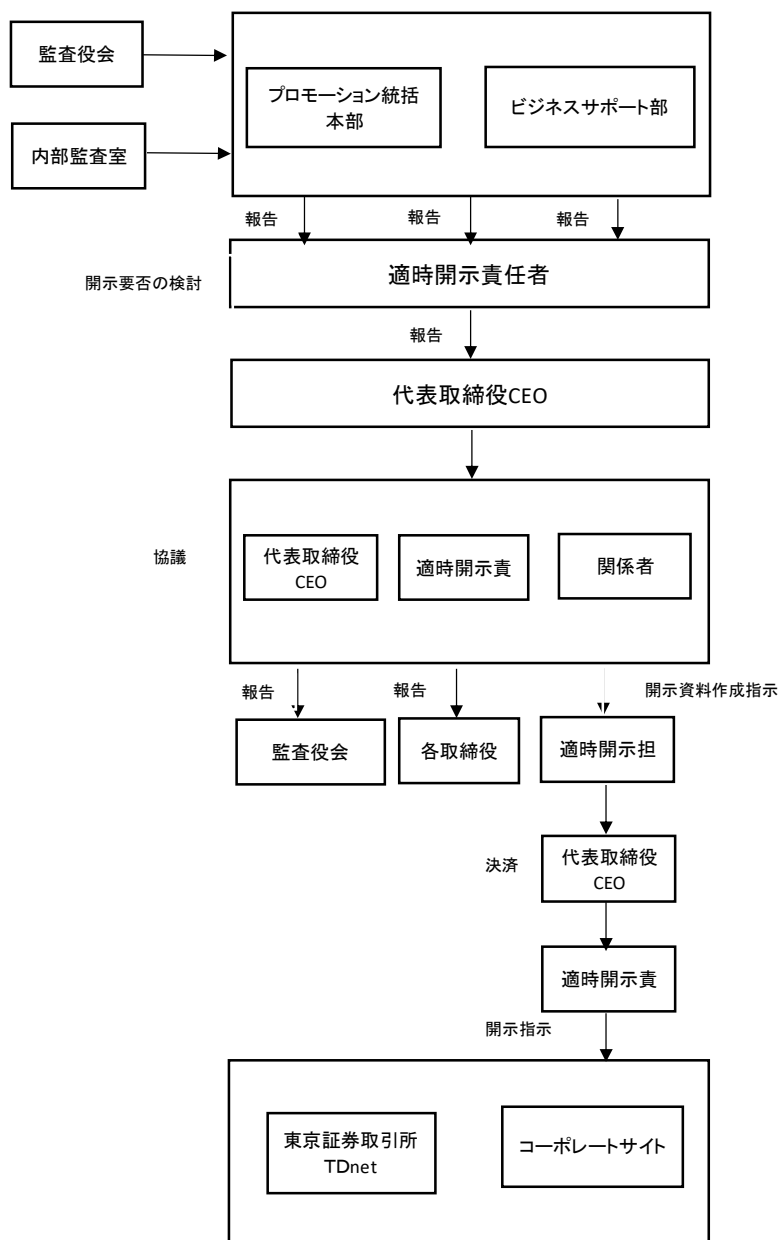 監査役会
内部監査室
プロモーション統括
本部
ビジネスサポート部
報告
報告
報告
開示要否の検討
適時開示責任者
報告
代表取締役CEO
協議
代表取締役
CEO
適時開示責
関係者
報告
報告
開示資料作成指示
監査役会
各取締役
適時開示担
決済
代表取締役
CEO
適時開示責
開示指示
東京証券取引所
TDnet
コーポレートサイト